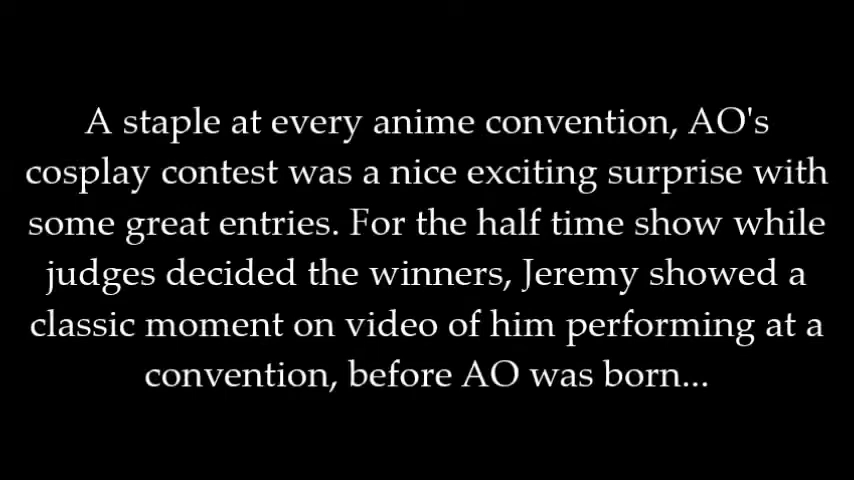 A staple at every anime convention, AO's
cosplay contest was a nice exciting surprise with
some great entries. For the half time show while
judges decided the winners, Jeremy showed a
classic moment on video of him performing at a
convention, before AO was born...